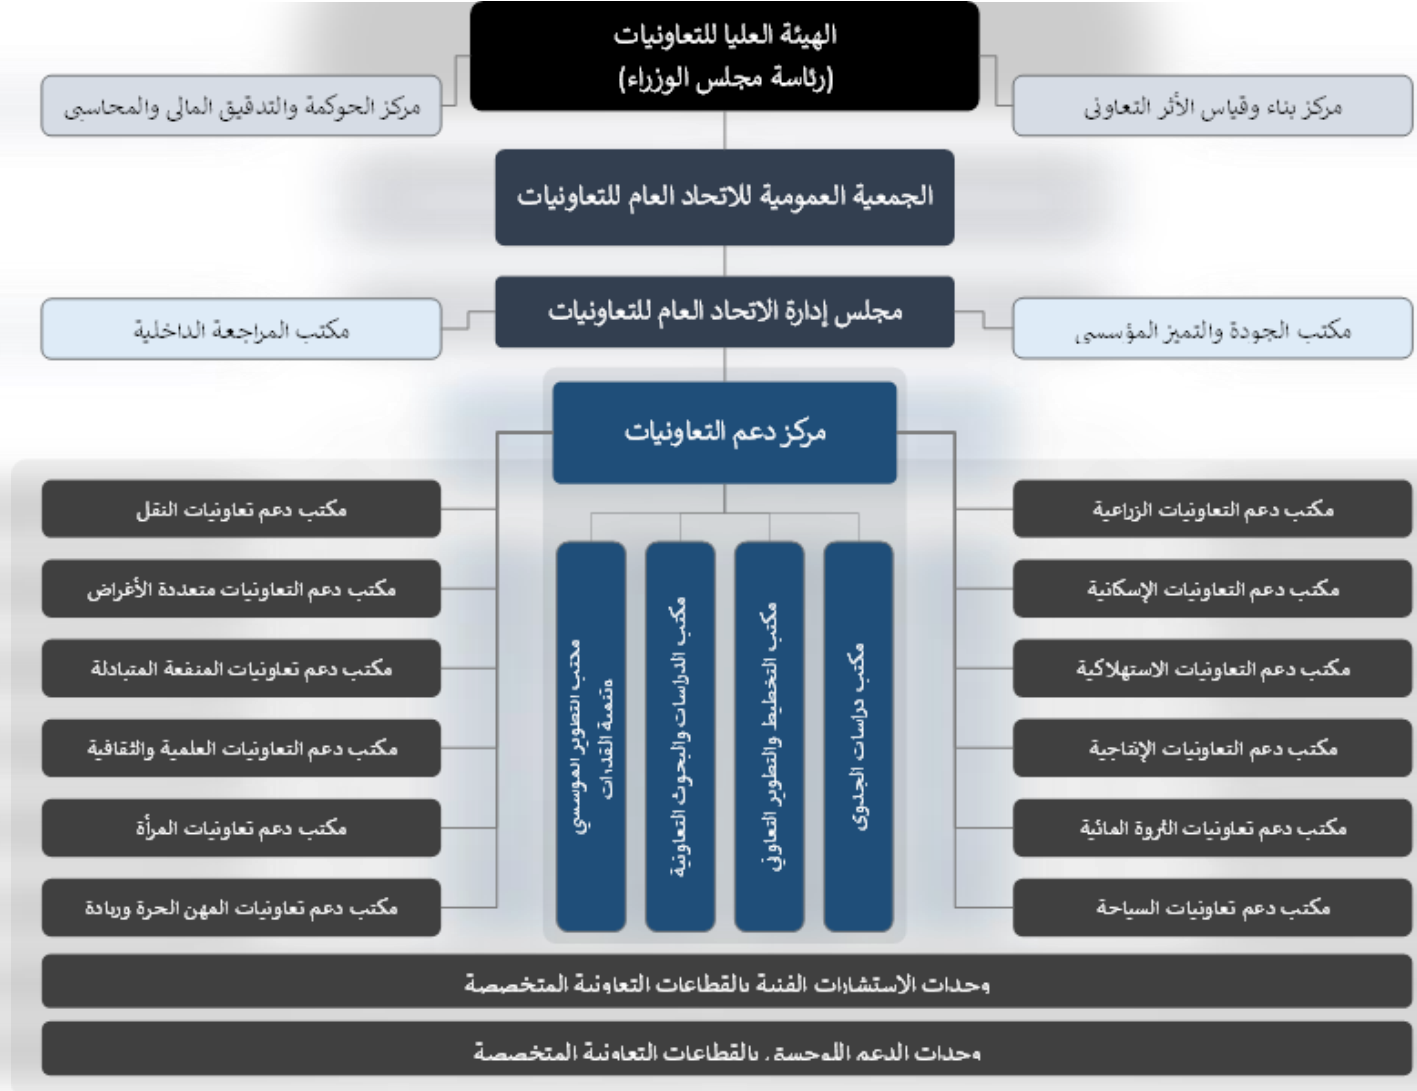 الهيئة العليا للتعاونيات
(رئاسة مجلس الوزراء)
مركز بناء وقياس الأثر التعاونى
مركز الحوكمة والتدقيق المالى والمحاسبى
الجمعية العمومية للاتحاد العام للتعاونيات
مجلس إدارة الاتحاد العام للتعاونيات
مكتب الجودة والتميز المؤسسى
مكتب المراجعة الداخلية
مركز دعم التعاونيات
مكتب دعم التعاونيات الزراعية
مكتب دعم التعاونيات الإسكانية
مكتب دعم التعاونيات الاستهلاكية
مكتب دعم التعاونيات الإنتاجية
مكتب دعم تعاونيات الثروة المائية
مكتب دعم تعاونيات السياحة
مكتب دراسات الجدوى
مكتب التخطيط والتطوير التعاوني
مكتب الدراسات والبحوث التعاونية
مكتب التطوير الموسسي
وتنمية القدرات
مكتب دعم تعاونيات النقل
مكتب دعم التعاونيات متعددة الأغراض
مكتب دعم تعاونيات المنفعة المتبادلة
مكتب دعم التعاونيات العلمية والثقافية
مكتب دعم تعاونيات المرأة
مكتب دعم تعاونيات المهن الحرة وريادة
وحدات الاستشارات الفنية بالقطاعات التعاونية المتخصصة
وحدات الدعم اللوجستي بالقطاعات التعاونية المتخصصة